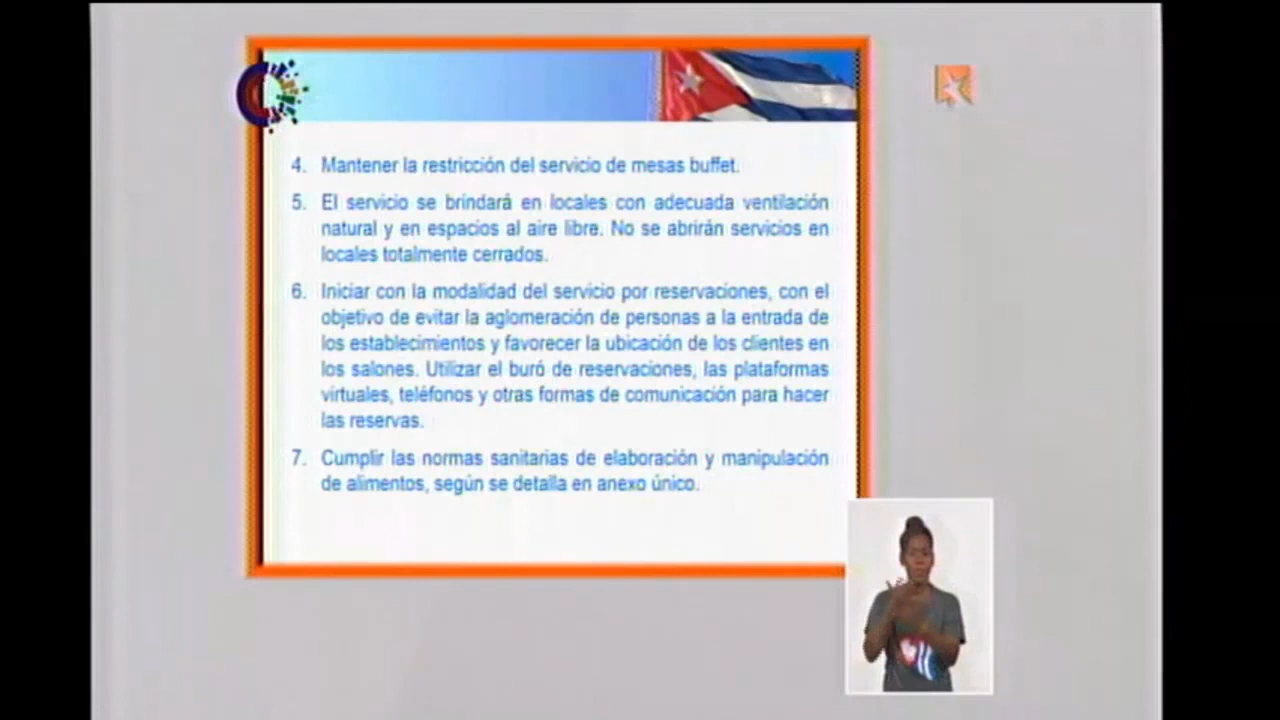 4. Mantener la restricción del servicio de mesas buffet.
5. El servicio se brindará en locales con adecuada ventilación
natural y en espacios al aire libre. No se abrirán servicios en
locales totalmente cerrados.
6. Iniciar con la modalidad del servicio por reservaciones, con el
objetivo de evitar la aglomeración de personas a la entrada de
los establecimientos y favorecer la ubicación de los clientes en
los salones. Utilizar el buró de reservaciones, las plataformas
virtuales, teléfonos y otras formas de comunicación para hacer
las reservas.
7. Cumplir las normas sanitarias de elaboración y manipulación
de alimentos, según se detalla en anexo único.